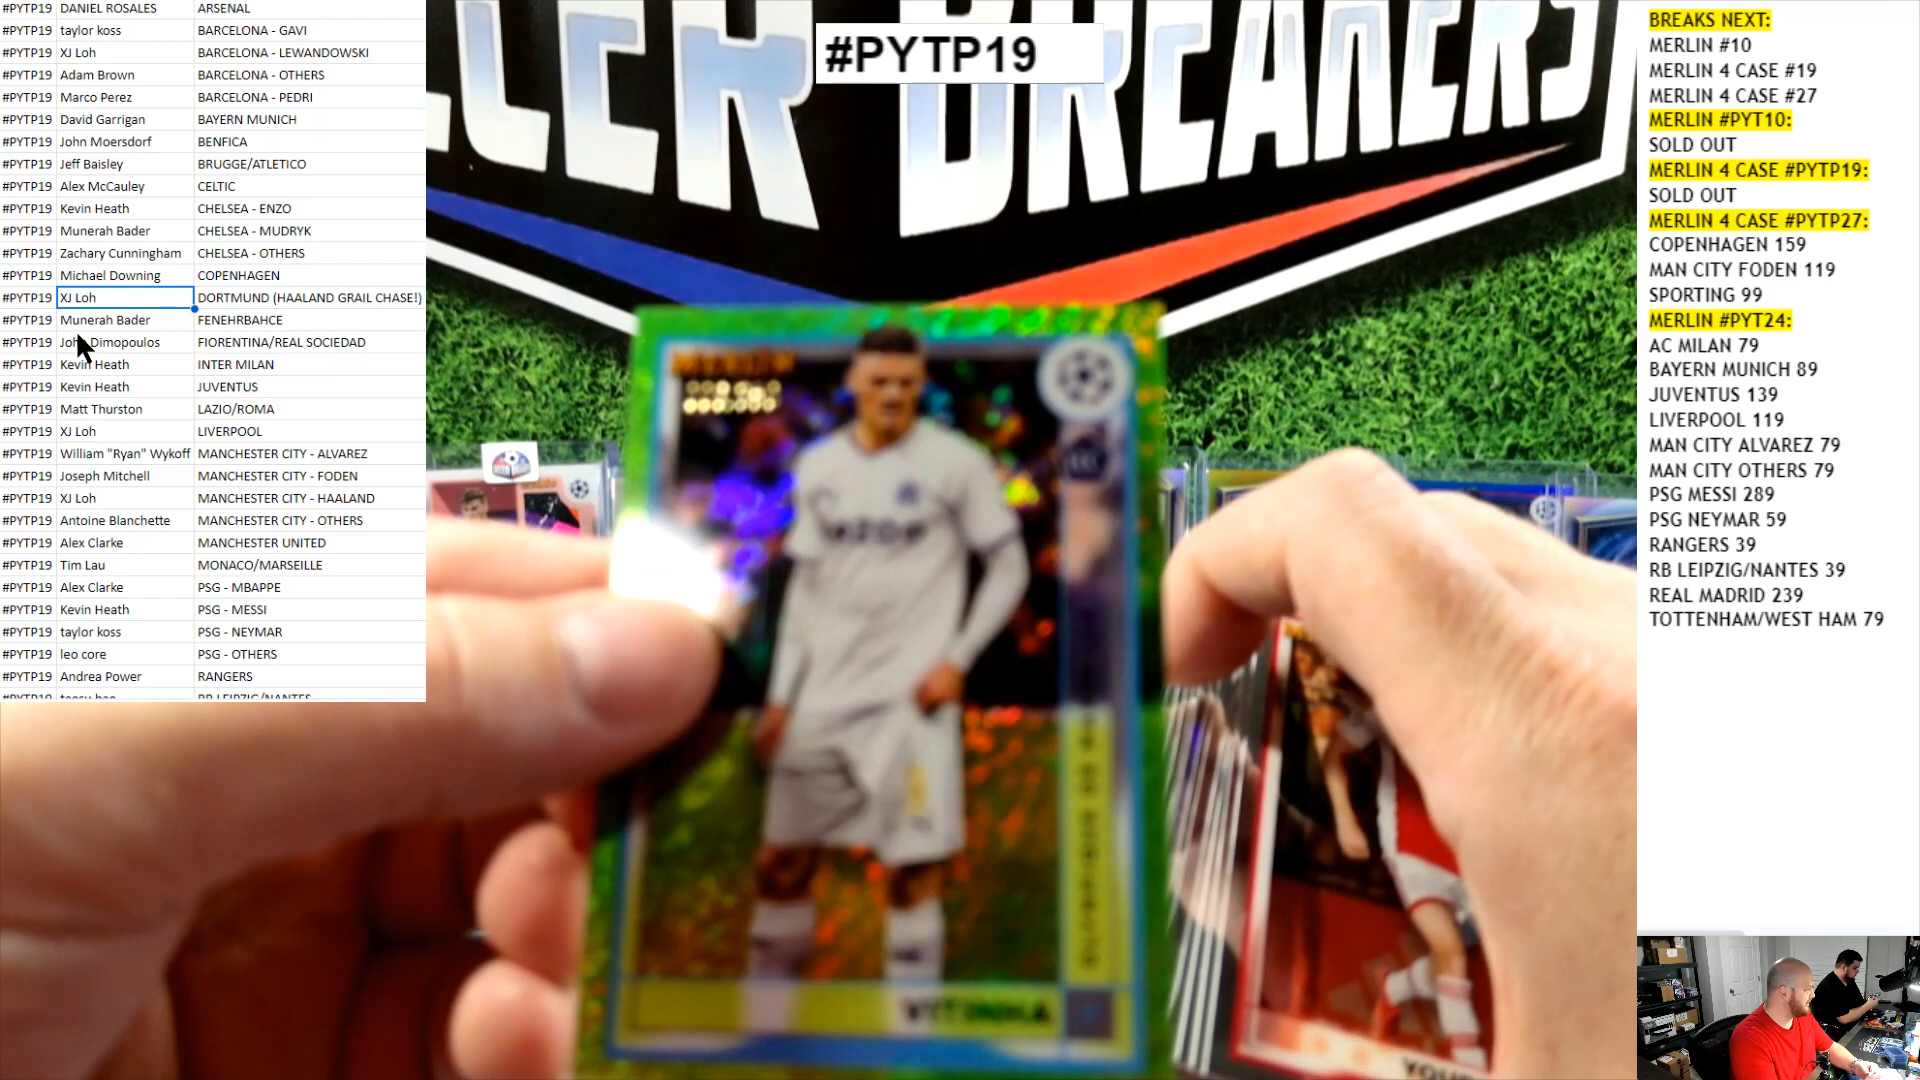 #PYTP19 DANIEL ROSALES ARSENAL
#PYTP19 taylor koss BARCELONA - GAVI
#PYTP19 XJ Loh BARCELONA - LEWANDOWSKI
#PYTP19 Adam Brown BARCELONA - OTHERS
#PYTP19 Marco Perez BARCELONA - PEDRI
#PYTP19 David Garrigan BAYERN MUNICH
#PYTP19 John Moersdorf BENFICA
#PYTP19 Jeff Baisley BRUGGE/ATLETICO
#PYTP19 Alex McCauley CELTIC
#PYTP19 Kevin Heath CHELSEA - ENZO
#PYTP19 Munerah Bader CHELSEA - MUDRYK
#PYTP19 Zachary Cunningham CHELSEA - OTHERS
#PYTP19 Michael Downing COPENHAGEN
#PYTP19 XJ Loh DORTMUND (HAALAND GRAIL CHASE!)
#PYTP19 Munerah Bader FENEHRBAHCE
#PYTP19 John Dimopoulos FIORENTINA/REAL SOCIEDAD
#PYTP19 Kevin Heath INTER MILAN
#PYTP19 Kevin Heath JUVENTUS
#PYTP19 Matt Thurston LAZIO/ROMA
#PYTP19 XJ Loh LIVERPOOL
#PYTP19 William "Ryan" Wykoff MANCHESTER CITY - ALVAREZ
#PYTP19 Joseph Mitchell MANCHESTER CITY - FODEN
#PYTP19 XJ Loh MANCHESTER CITY - HAALAND
#PYTP19 Antoine Blanchette MANCHESTER CITY - OTHERS
#PYTP19 Alex Clarke MANCHESTER UNITED
#PYTP19 Tim Lau MONACO/MARSEILLE
#PYTP19 Alex Clarke PSG - MBAPPE
#PYTP19 Kevin Heath PSG - MESSI
#PYTP19 taylor koss PSG - NEYMAR
#PYTP19 leo core PSG - OTHERS
#PYTP19 Andrea Power RANGERS
#PYTP19 RB LEIPZIG/NANTES
#PYTP19
BREAKERS
MERLIN
VITINHA
BREAKS NEXT:
MERLIN #10
MERLIN 4 CASE #19
MERLIN 4 CASE #27
MERLIN #PYT10:
SOLD OUT
MERLIN 4 CASE #PYTP19:
SOLD OUT
MERLIN 4 CASE #PYTP27:
COPENHAGEN 159
MAN CITY FODEN 119
SPORTING 99
MERLIN #PYT24:
AC MILAN 79
BAYERN MUNICH 89
JUVENTUS 139
LIVERPOOL 119
MAN CITY ALVAREZ 79
MAN CITY OTHERS 79
PSG MESSI 289
PSG NEYMAR 59
RANGERS 39
RB LEIPZIG/NANTES 39
REAL MADRID 239
TOTTENHAM/WEST HAM 79